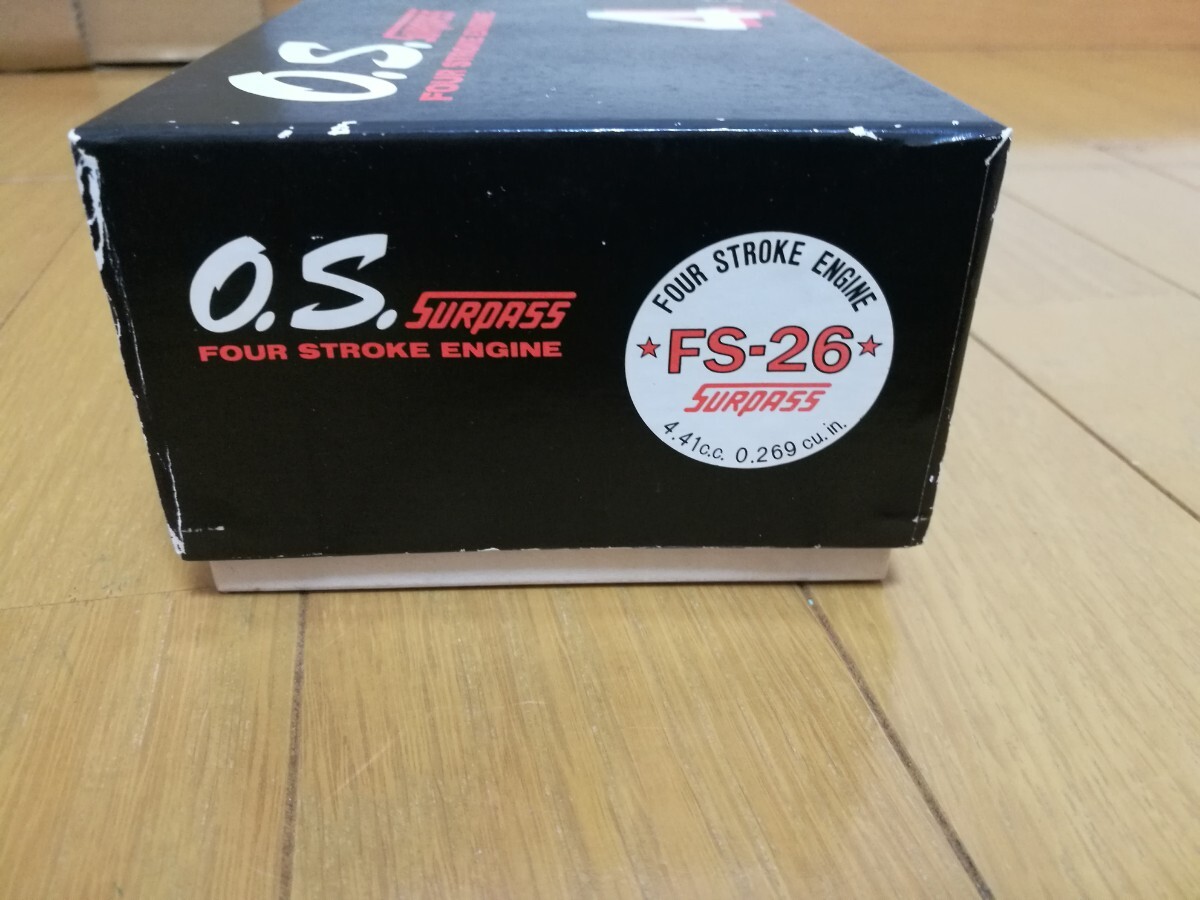 O.S. SURPASS
FOUR STROKE ENGINE
4
O.S. SURPASS
FOUR STROKE ENGINE
FOUR STROKE ENGINE
★FS-26★
SURPASS
4.41c.c. 0.269 cu.in.